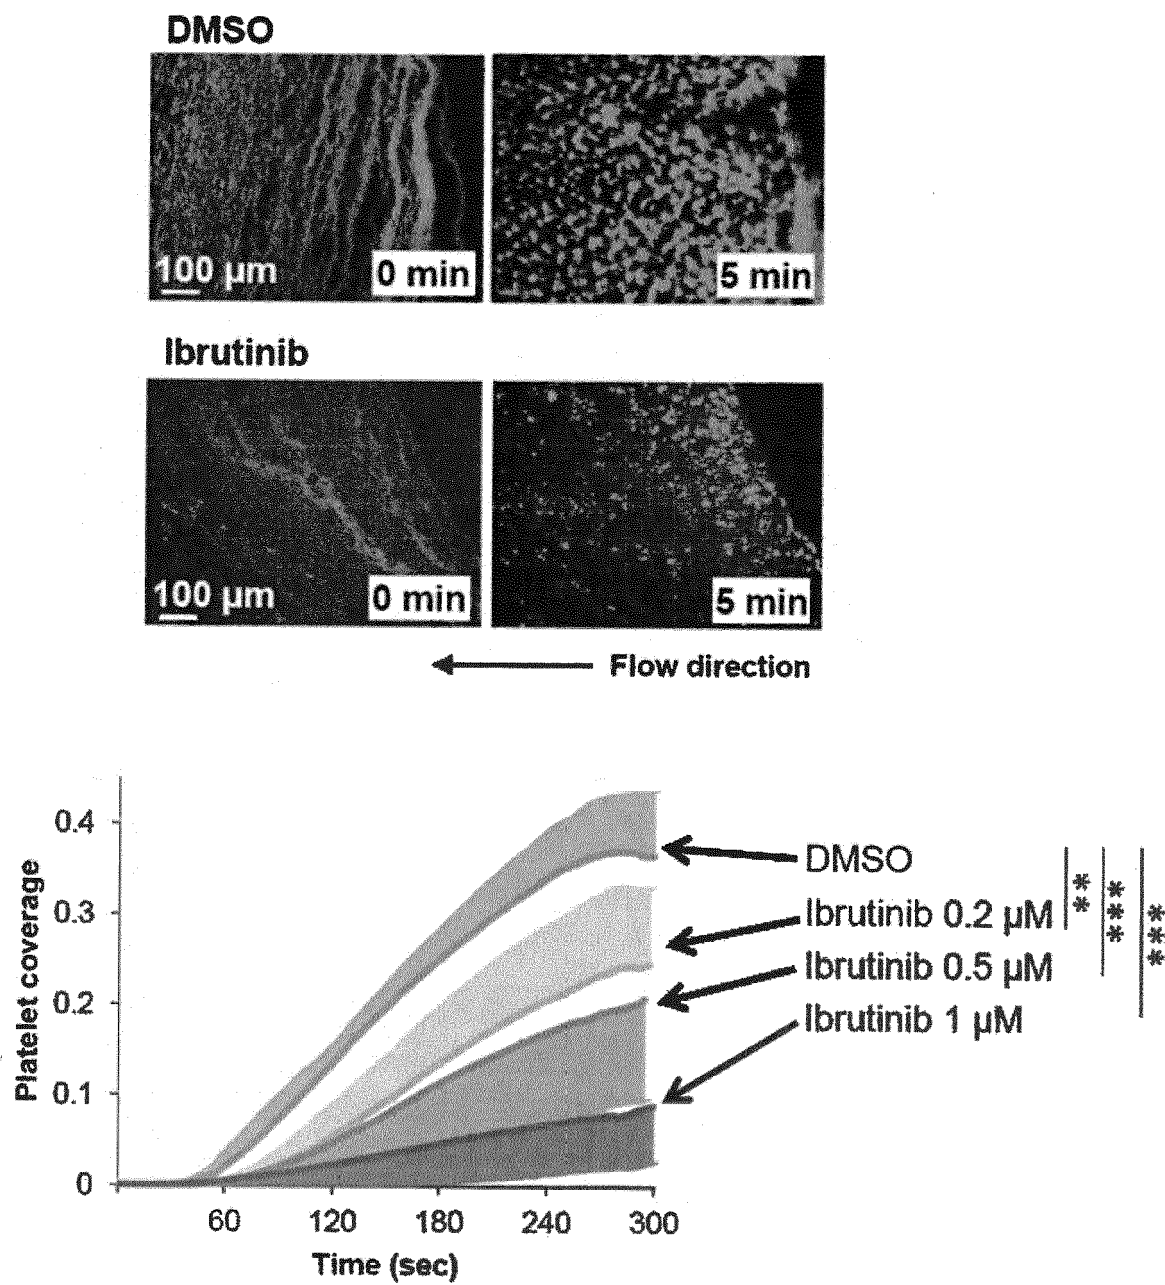 DMSO
100 µm
0 min
5 min
Ibrutinib
100 µm
0 min
5 min
Flow direction
Platelet coverage
0.4
0.3
0.2
0.1
0
60
120
180
240
300
Time (sec)
DMSO
Ibrutinib 0.2 µM
Ibrutinib 0.5 µM
Ibrutinib 1 µM
**
***
***